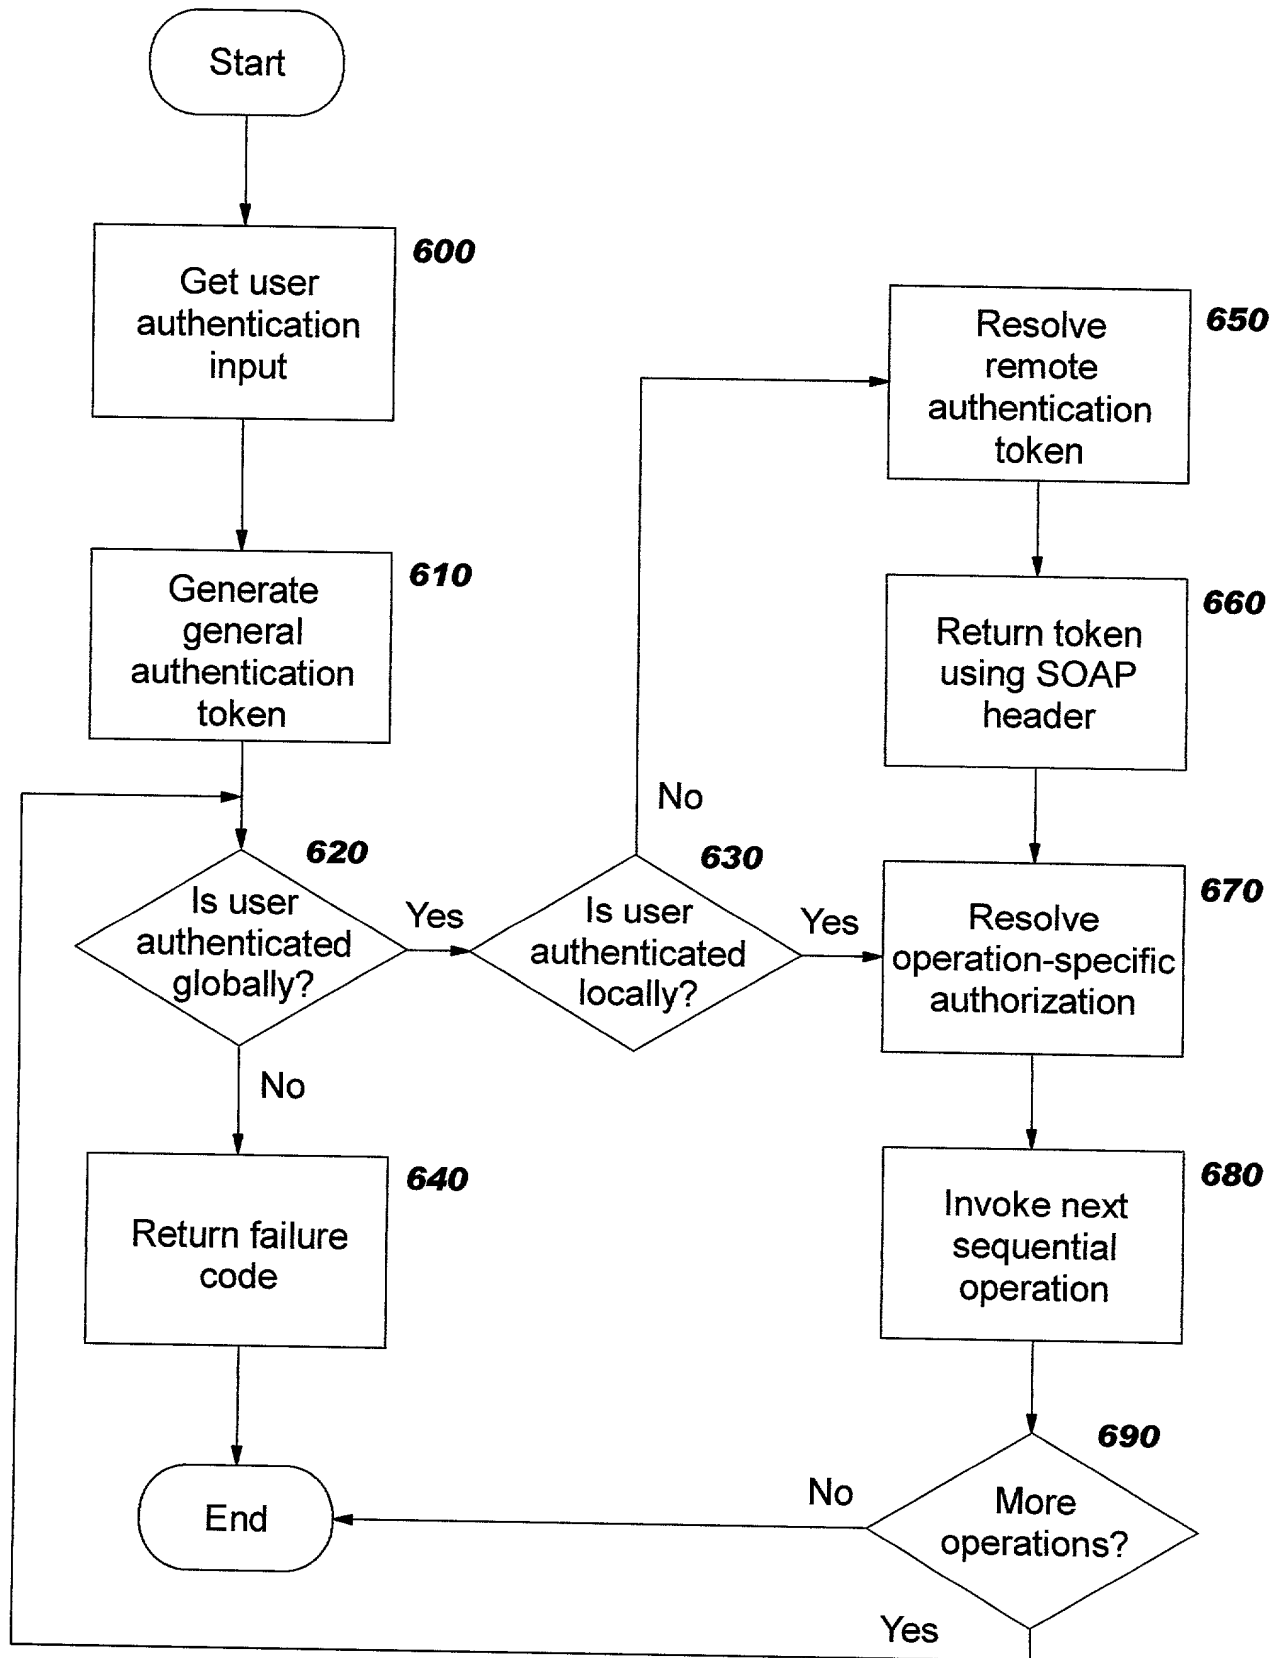 Start
600
Get user
authentication
input
610
Generate
general
authentication
token
620
Is user
authenticated
globally?
Yes
No
630
Is user
authenticated
locally?
Yes
No
640
Return failure
code
End
650
Resolve
remote
authentication
token
660
Return token
using SOAP
header
670
Resolve
operation-specific
authorization
680
Invoke next
sequential
operation
690
More
operations?
No
Yes